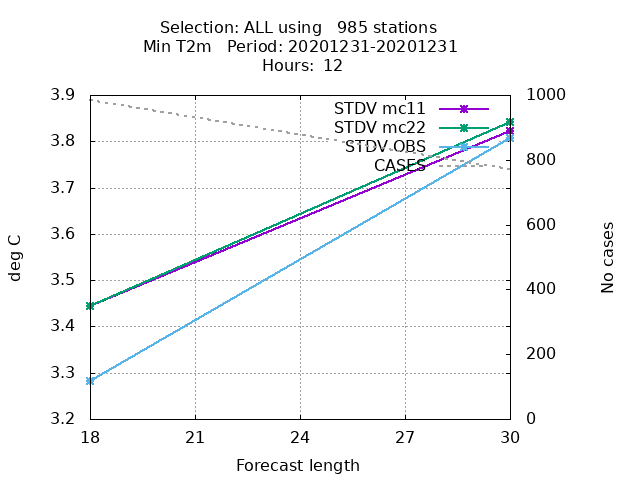 Selection: ALL using   985 stations
Min T2m   Period: 20201231-20201231
Hours:  12
3.9
3.8
3.7
3.6
3.5
3.4
3.3
3.2
deg C
STDV mc11
STDV mc22
STDV OBS
CASES
1000
800
600
400
200
0
No cases
18
21
24
27
30
Forecast length